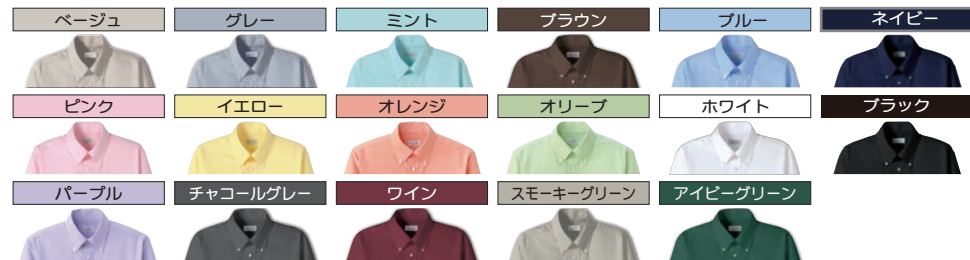 ベージュ
グレー
ミント
ブラウン
ブルー
ネイビー
ピンク
イエロー
オレンジ
オリーブ
ホワイト
ブラック
パープル
チャコールグレー
ワイン
スモーキーグリーン
アイビーグリーン